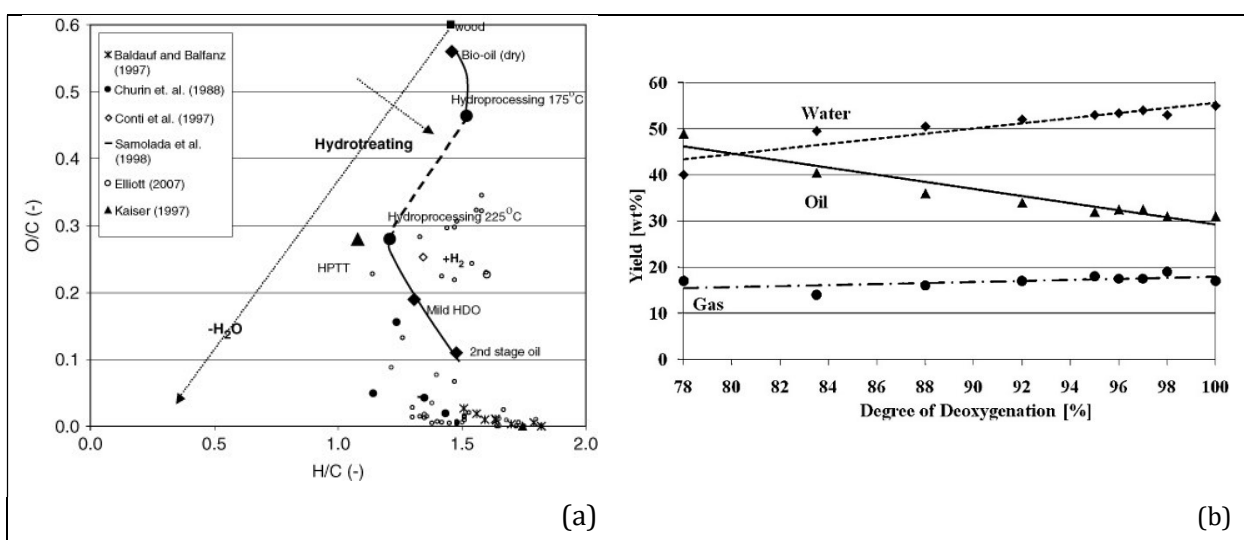 0.6
0.5
0.4
0.3
0.2
0.1
0.0
O/C (-)
Baldauf and Balfanz
(1997)
Churin et. al. (1988)
Conti et al. (1997)
Samolada et al.
(1998)
Elliott (2007)
Kaiser (1997)
wood
Bio-oil (dry)
Hydroprocessing 175°C
Hydrotreating
Hydroprocessing 225°C
HPTT
+H2
Mild HDO
-H2O
2nd stage oil
0.0 0.5 1.0 1.5 2.0
H/C (-)
(a)
60
50
40
30
20
10
0
Yield [wt%]
Water
Oil
Gas
78 80 82 84 86 88 90 92 94 96 98 100
Degree of Deoxygenation [%]
(b)